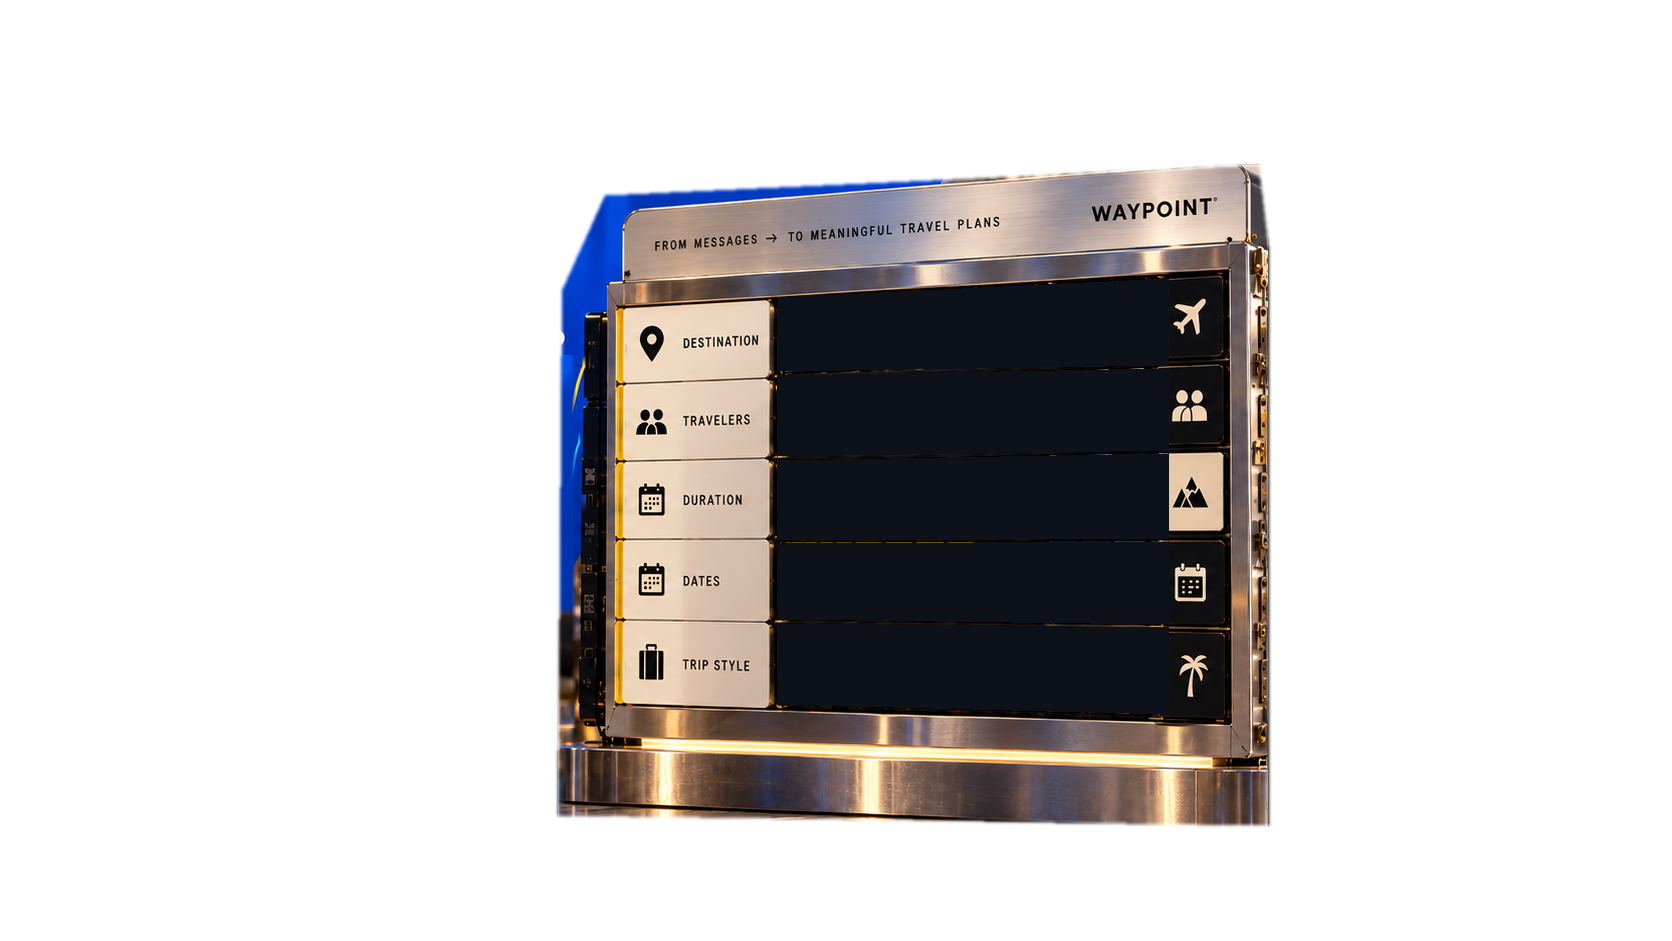 FROM MESSAGES → TO MEANINGFUL TRAVEL PLANS
WAYPOINT
DESTINATION
TRAVELERS
DURATION
DATES
TRIP STYLE